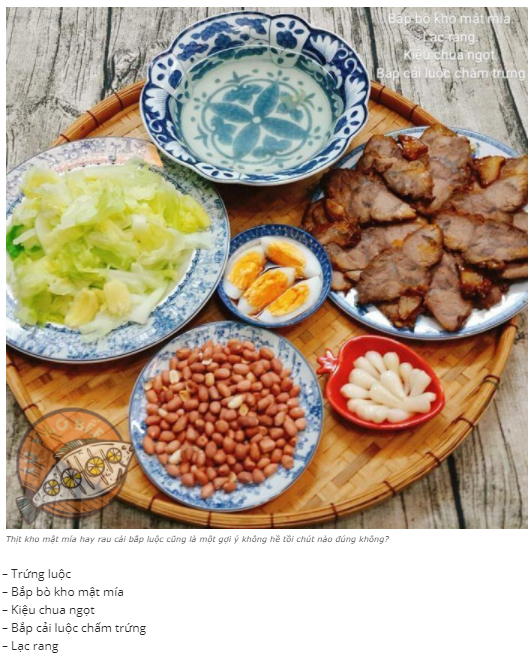 Bắp bò kho mật mía
Lạc rang
Kiệu chua ngọt
Bắp cải luộc chấm trứng
BẾP
Thịt kho mật mía hay rau cải bắp luộc cũng là một gợi ý không hề tồi chút nào đúng không?
– Trứng luộc
– Bắp bò kho mật mía
– Kiệu chua ngọt
– Bắp cải luộc chấm trứng
– Lạc rang